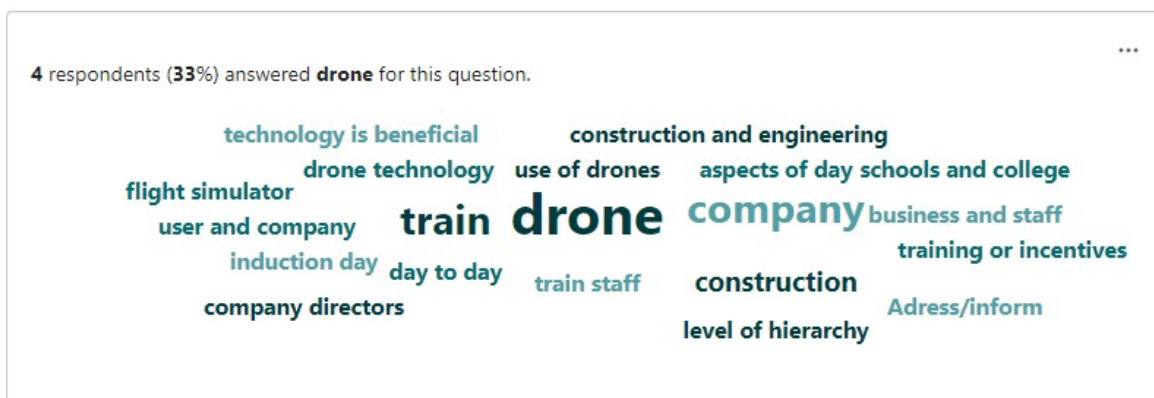 ...
4 respondents (33%) answered drone for this question.
technology is beneficial construction and engineering
drone technology use of drones aspects of day schools and college
flight simulator
train drone company business and staff
user and company
training or incentives
induction day day to day train staff construction
company directors Adress/inform
level of hierarchy